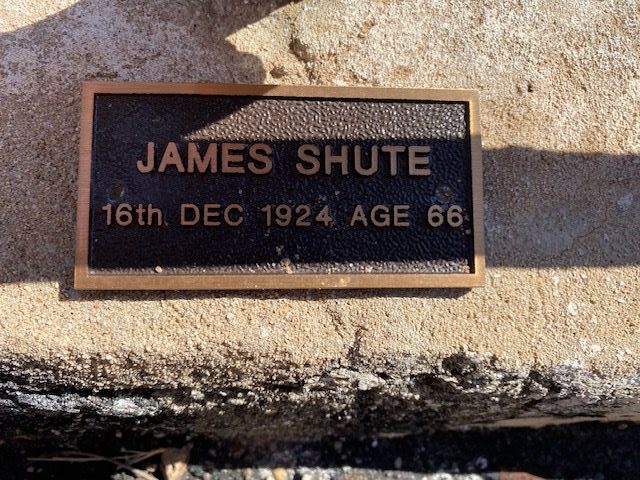 JAMES SHUTE
16th DEC 1924 AGE 66